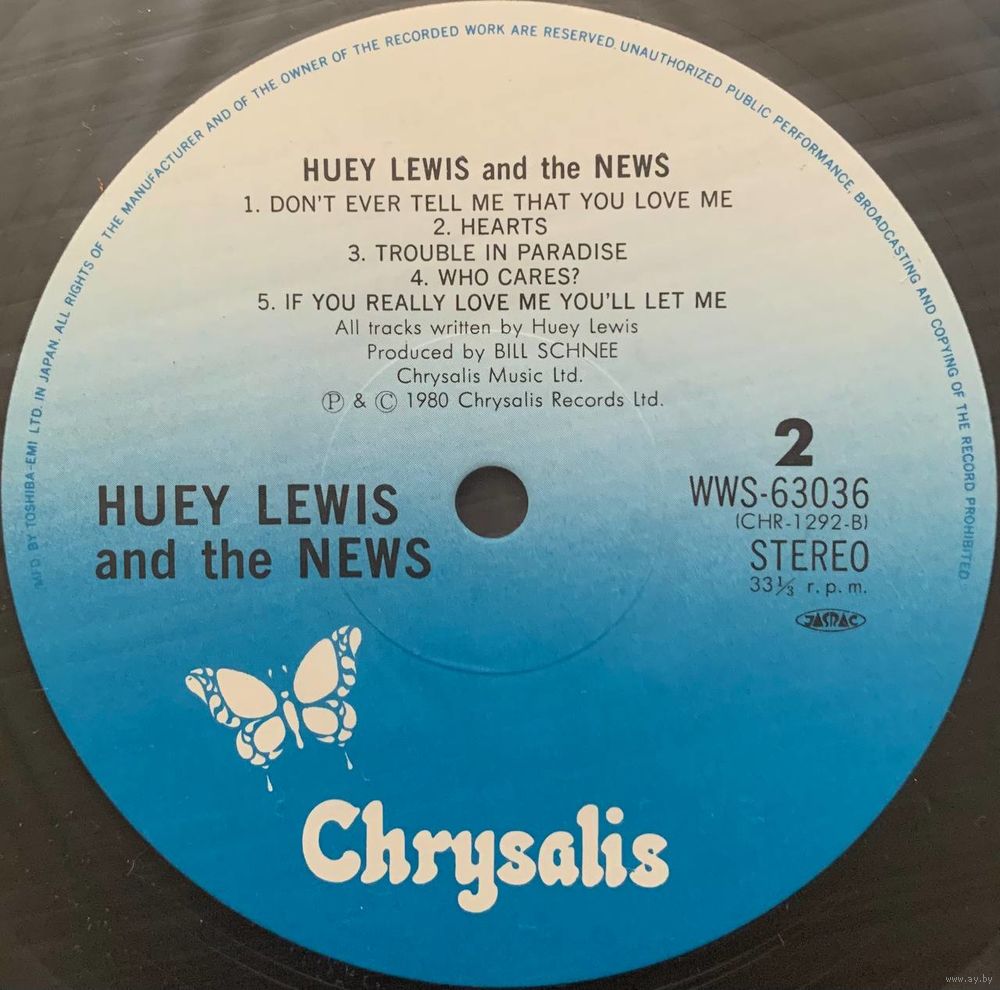 MFD BY TOSHIBA-EMI LTD. IN JAPAN. ALL RIGHTS OF THE MANUFACTURER AND OF THE OWNER OF THE RECORDED WORK ARE RESERVED. UNAUTHORIZED PUBLIC PERFORMANCE, BROADCASTING AND COPYING OF THE RECORD PROHIBITED.
HUEY LEWIS and the NEWS
1. DON'T EVER TELL ME THAT YOU LOVE ME
2. HEARTS
3. TROUBLE IN PARADISE
4. WHO CARES?
5. IF YOU REALLY LOVE ME YOU'LL LET ME
All tracks written by Huey Lewis
Produced by BILL SCHNEE
Chrysalis Music Ltd.
Ⓟ & Ⓒ 1980 Chrysalis Records Ltd.
HUEY LEWIS
and the NEWS
2
WWS-63036
(CHR-1292-B)
STEREO
33⅓ r.p.m.
JASRAC
Chrysalis
www.ay.by